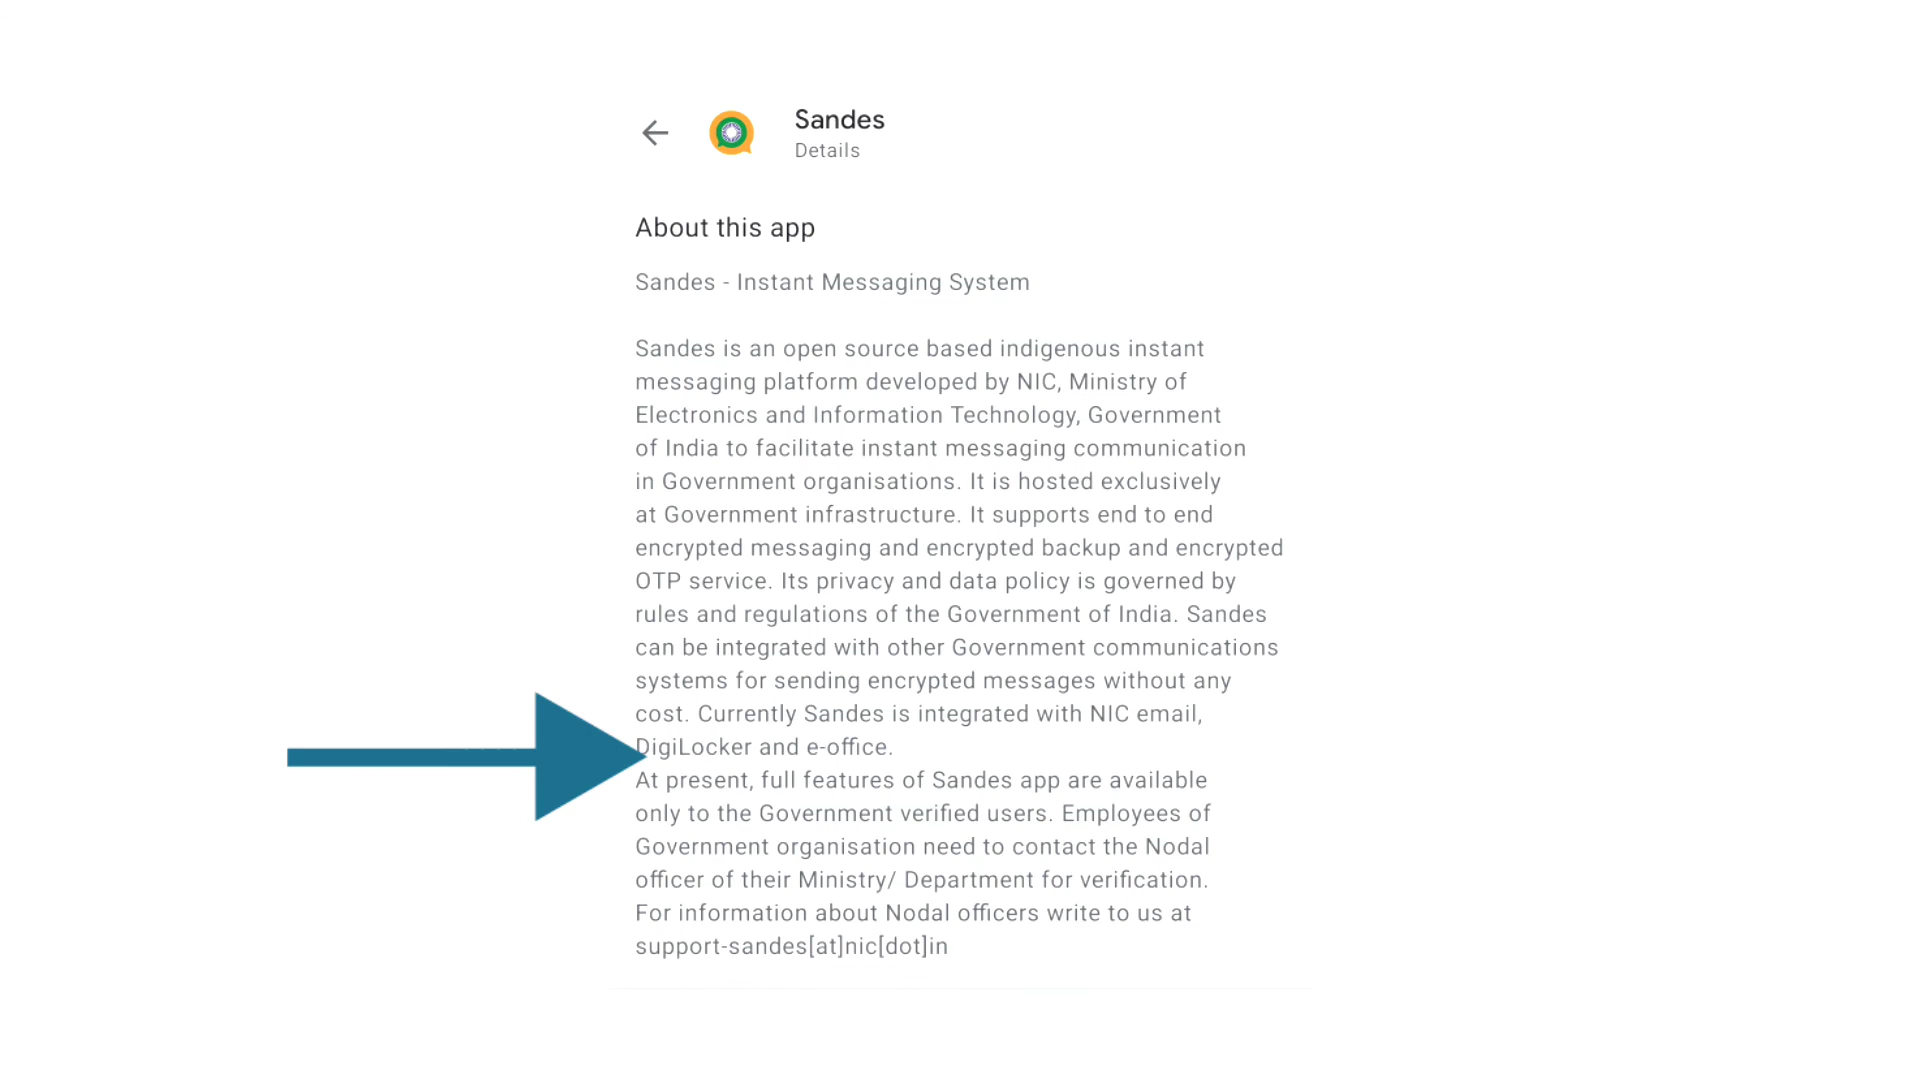 Sandes
Details
About this app
Sandes - Instant Messaging System
Sandes is an open source based indigenous instant
messaging platform developed by NIC, Ministry of
Electronics and Information Technology, Government
of India to facilitate instant messaging communication
in Government organisations. It is hosted exclusively
at Government infrastructure. It supports end to end
encrypted messaging and encrypted backup and encrypted
OTP service. Its privacy and data policy is governed by
rules and regulations of the Government of India. Sandes
can be integrated with other Government communications
systems for sending encrypted messages without any
cost. Currently Sandes is integrated with NIC email,
DigiLocker and e-office.
At present, full features of Sandes app are available
only to the Government verified users. Employees of
Government organisation need to contact the Nodal
officer of their Ministry/ Department for verification.
For information about Nodal officers write to us at
support-sandes[at]nic[dot]in